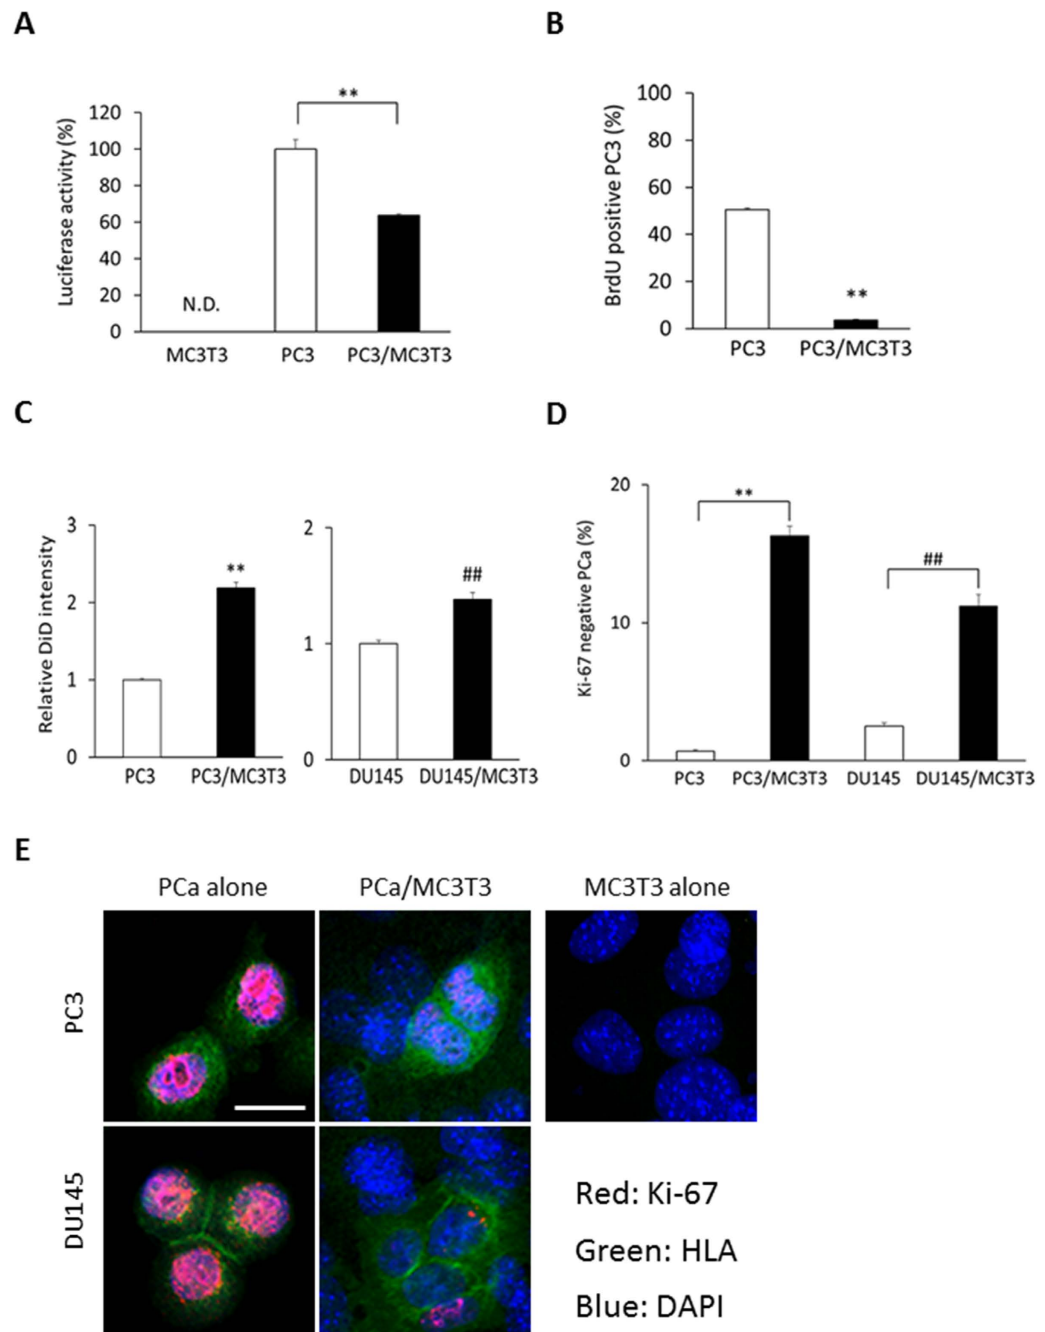 A
B
Luciferase activity (%)
120
100
80
60
40
20
0
**
N.D.
MC3T3
PC3
PC3/MC3T3
BrdU positive PC3 (%)
100
80
60
40
20
0
**
PC3
PC3/MC3T3
C
D
Relative DiD intensity
3
2
1
0
**
PC3
PC3/MC3T3
2
1
0
##
DU145
DU145/MC3T3
Ki-67 negative PCa (%)
20
10
0
**
##
PC3
PC3/MC3T3
DU145
DU145/MC3T3
E
PCa alone
PCa/MC3T3
MC3T3 alone
PC3
DU145
Red: Ki-67
Green: HLA
Blue: DAPI